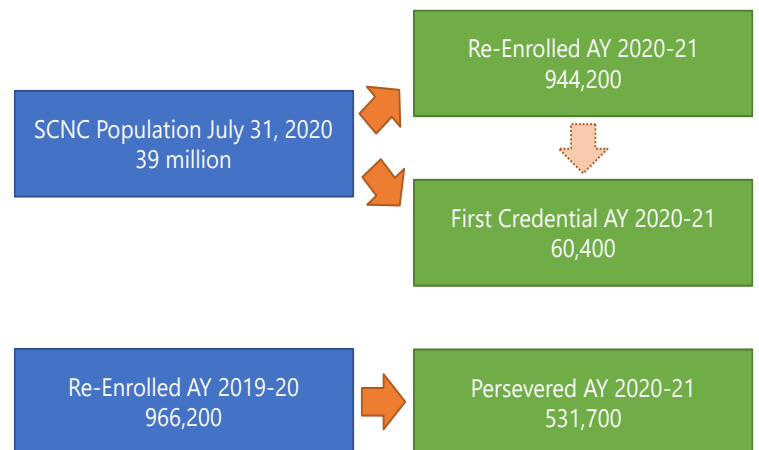 Re-Enrolled AY 2020-21
944,200
SCNC Population July 31, 2020
39 million
First Credential AY 2020-21
60,400
Re-Enrolled AY 2019-20
966,200
Persevered AY 2020-21
531,700